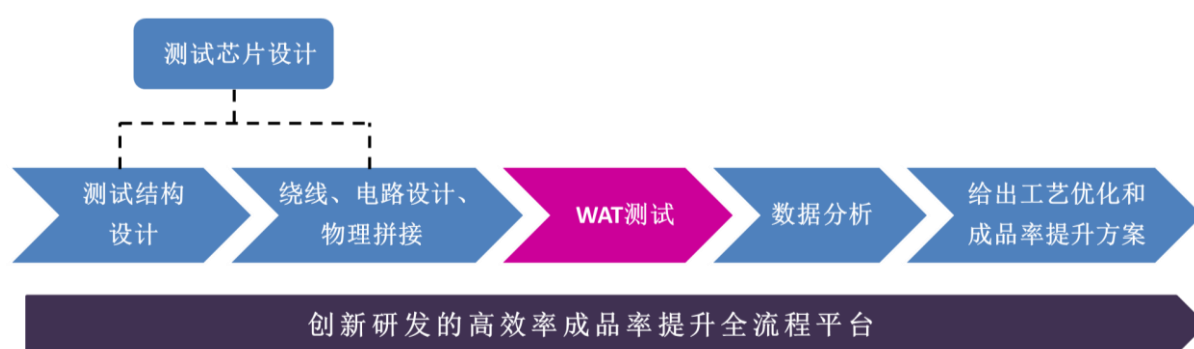 测试芯片设计
测试结构
设计
绕线、电路设计、
物理拼接
WAT测试
数据分析
给出工艺优化和
成品率提升方案
创新研发的高效率成品率提升全流程平台